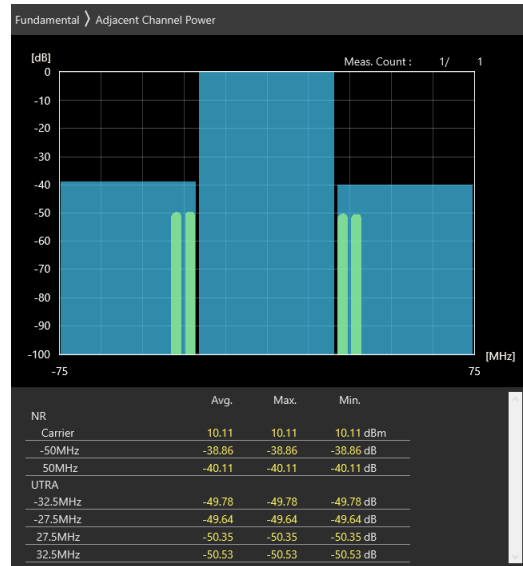 Fundamental 〉 Adjacent Channel Power
[dB]
Meas. Count : 1/ 1
0
-10
-20
-30
-40
-50
-60
-70
-80
-90
-100
[MHz]
-75 75
Avg. Max. Min.
NR
Carrier 10.11 10.11 10.11 dBm
-50MHz -38.86 -38.86 -38.86 dB
50MHz -40.11 -40.11 -40.11 dB
UTRA
-32.5MHz -49.78 -49.78 -49.78 dB
-27.5MHz -49.64 -49.64 -49.64 dB
27.5MHz -50.35 -50.35 -50.35 dB
32.5MHz -50.53 -50.53 -50.53 dB